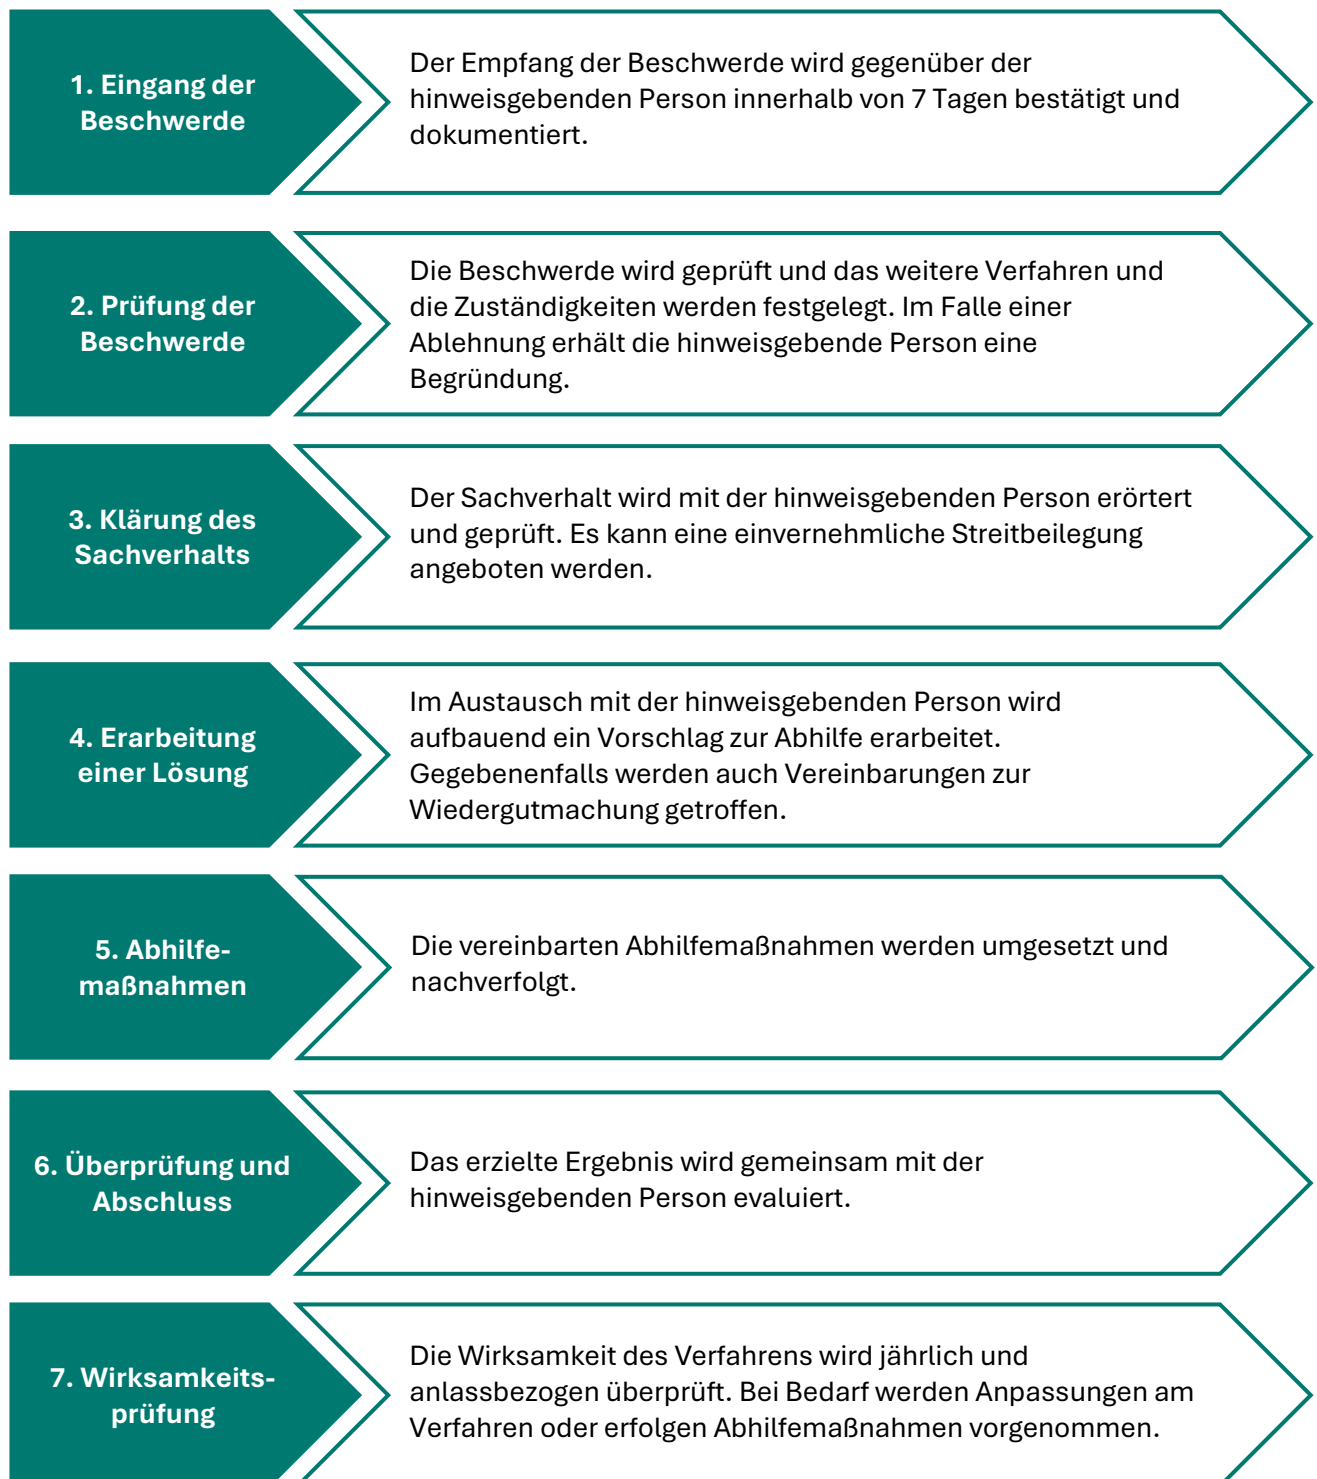 1. Eingang der
Beschwerde
Der Empfang der Beschwerde wird gegenüber der
hinweisgebenden Person innerhalb von 7 Tagen bestätigt und
dokumentiert.
2. Prüfung der
Beschwerde
Die Beschwerde wird geprüft und das weitere Verfahren und
die Zuständigkeiten werden festgelegt. Im Falle einer
Ablehnung erhält die hinweisgebende Person eine
Begründung.
3. Klärung des
Sachverhalts
Der Sachverhalt wird mit der hinweisgebenden Person erörtert
und geprüft. Es kann eine einvernehmliche Streitbeilegung
angeboten werden.
4. Erarbeitung
einer Lösung
Im Austausch mit der hinweisgebenden Person wird
aufbauend ein Vorschlag zur Abhilfe erarbeitet.
Gegebenenfalls werden auch Vereinbarungen zur
Wiedergutmachung getroffen.
5. Abhilfe-
maßnahmen
Die vereinbarten Abhilfemaßnahmen werden umgesetzt und
nachverfolgt.
6. Überprüfung und
Abschluss
Das erzielte Ergebnis wird gemeinsam mit der
hinweisgebenden Person evaluiert.
7. Wirksamkeits-
prüfung
Die Wirksamkeit des Verfahrens wird jährlich und
anlassbezogen überprüft. Bei Bedarf werden Anpassungen am
Verfahren oder erfolgen Abhilfemaßnahmen vorgenommen.